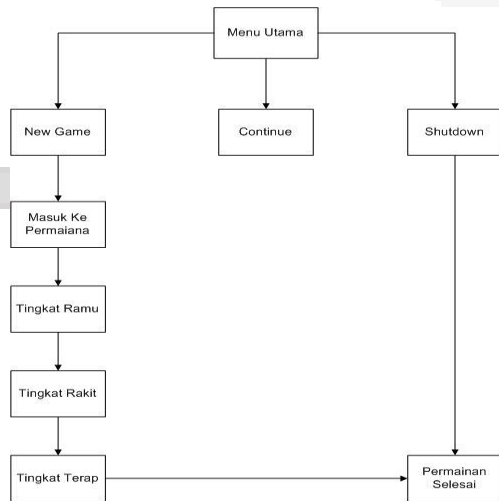 Menu Utama
New Game
Continue
Shutdown
Masuk Ke
Permaiana
Tingkat Ramu
Tingkat Rakit
Tingkat Terap
Permainan
Selesai